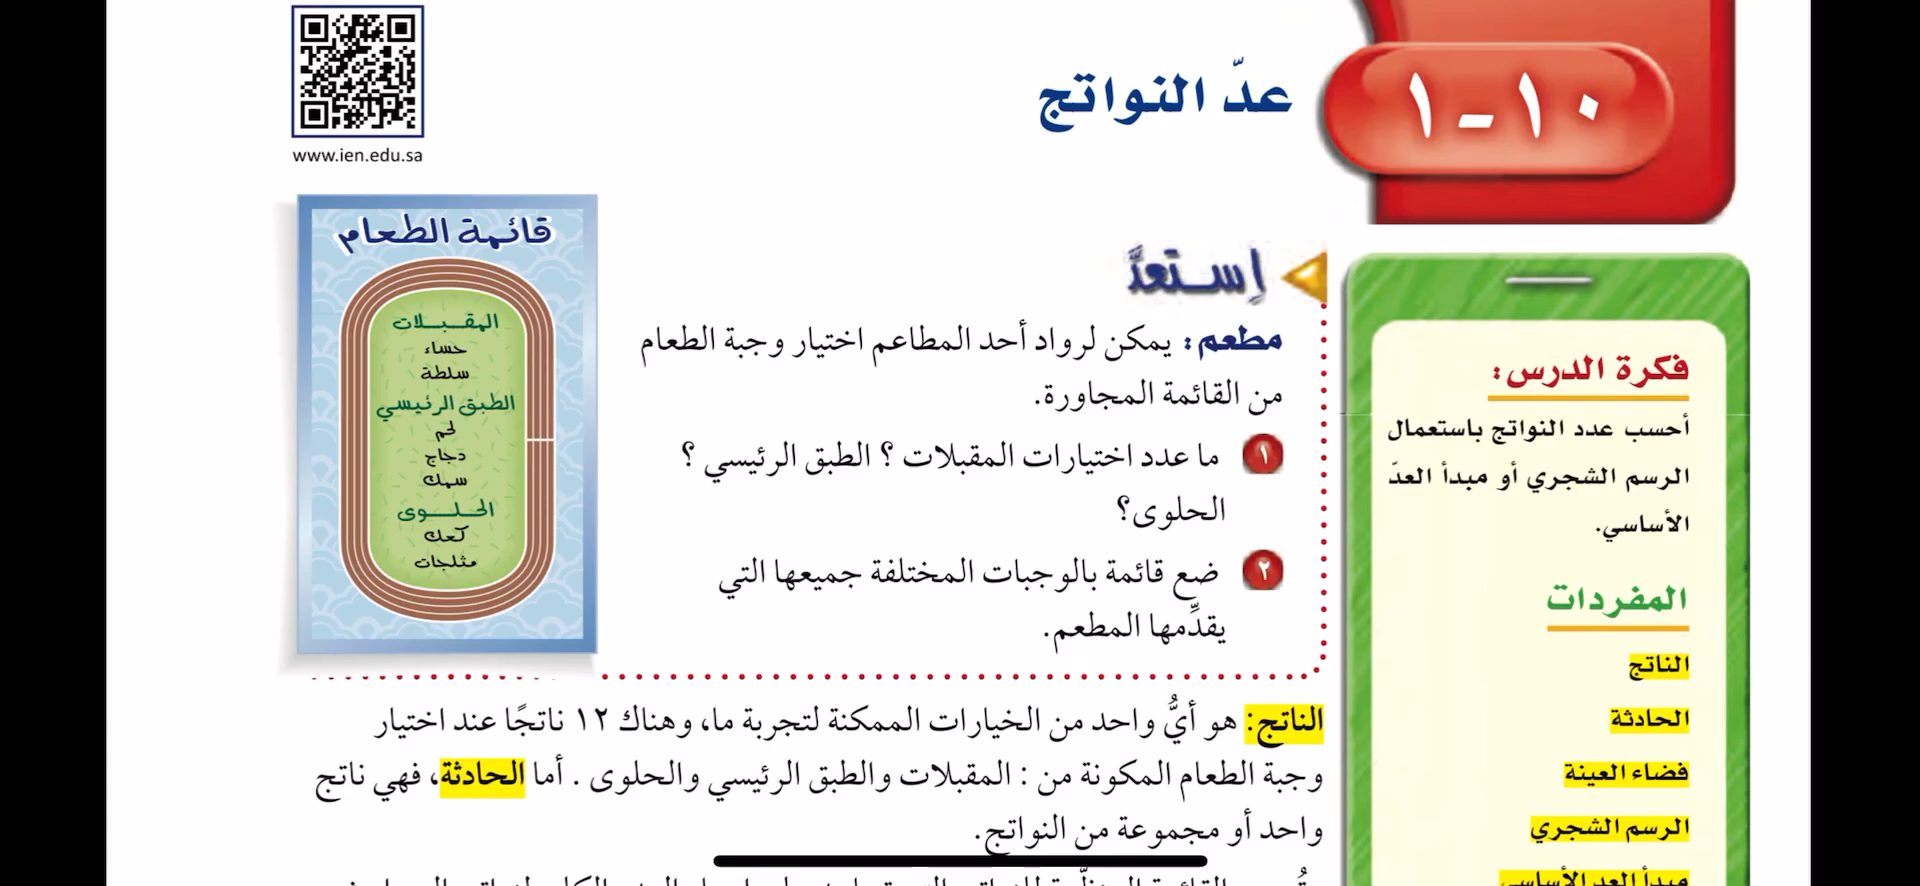 ١٠-١
عدّ النواتج
www.ien.edu.sa
إستعدَّ
مطعم: يمكن لرواد أحد المطاعم اختيار وجبة الطعام
من القائمة المجاورة.
١ ما عدد اختيارات المقبلات ؟ الطبق الرئيسي ؟
الحلوى؟
٢ ضع قائمة بالوجبات المختلفة جميعها التي
يقدِّمها المطعم.
قائمة الطعام
المقبلات
حساء
سلطة
الطبق الرئيسي
لحم
دجاج
سمك
الحلوى
كعك
مثلجات
فكرة الدرس:
أحسب عدد النواتج باستعمال
الرسم الشجري أو مبدأ العدّ
الأساسي.
المفردات
الناتج
الحادثة
فضاء العينة
الرسم الشجري
مبدأ العد الأساسي
الناتج: هو أيُّ واحد من الخيارات الممكنة لتجربة ما، وهناك ١٢ ناتجًا عند اختيار
وجبة الطعام المكونة من : المقبلات والطبق الرئيسي والحلوى . أما الحادثة، فهي ناتج
واحد أو مجموعة من النواتج.